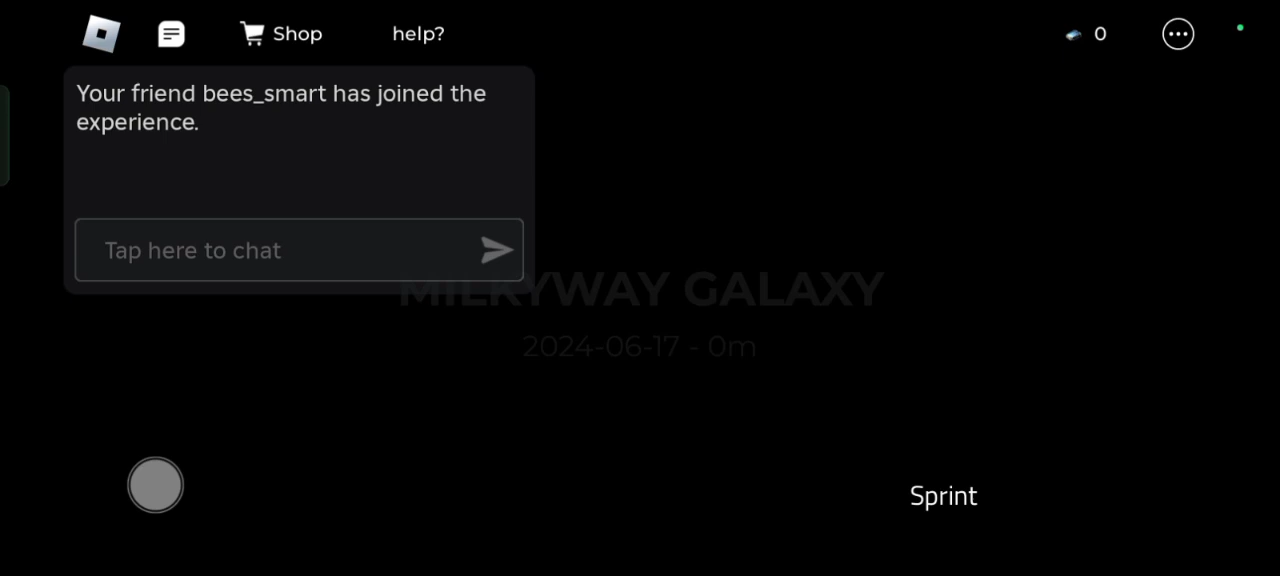 Shop
help?
0
Your friend bees_smart has joined the
experience.
Tap here to chat
MILKYWAY GALAXY
2024-06-17 - 0m
Sprint